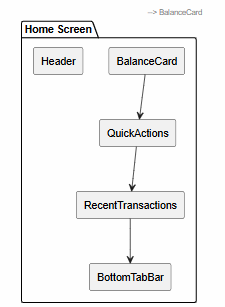 --> BalanceCard
Home Screen
Header
BalanceCard
QuickActions
RecentTransactions
BottomTabBar